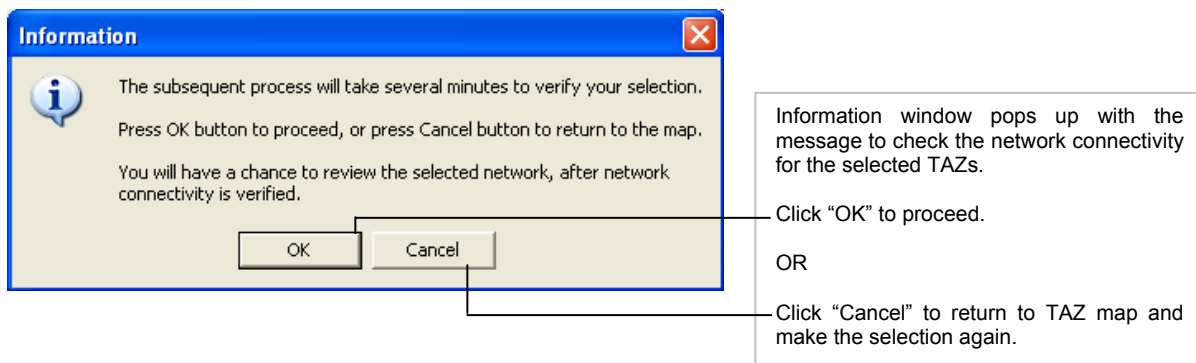 Information
The subsequent process will take several minutes to verify your selection.
Press OK button to proceed, or press Cancel button to return to the map.
You will have a chance to review the selected network, after network
connectivity is verified.
OK
Cancel
Information window pops up with the
message to check the network connectivity
for the selected TAZs.
Click “OK” to proceed.
OR
Click “Cancel” to return to TAZ map and
make the selection again.